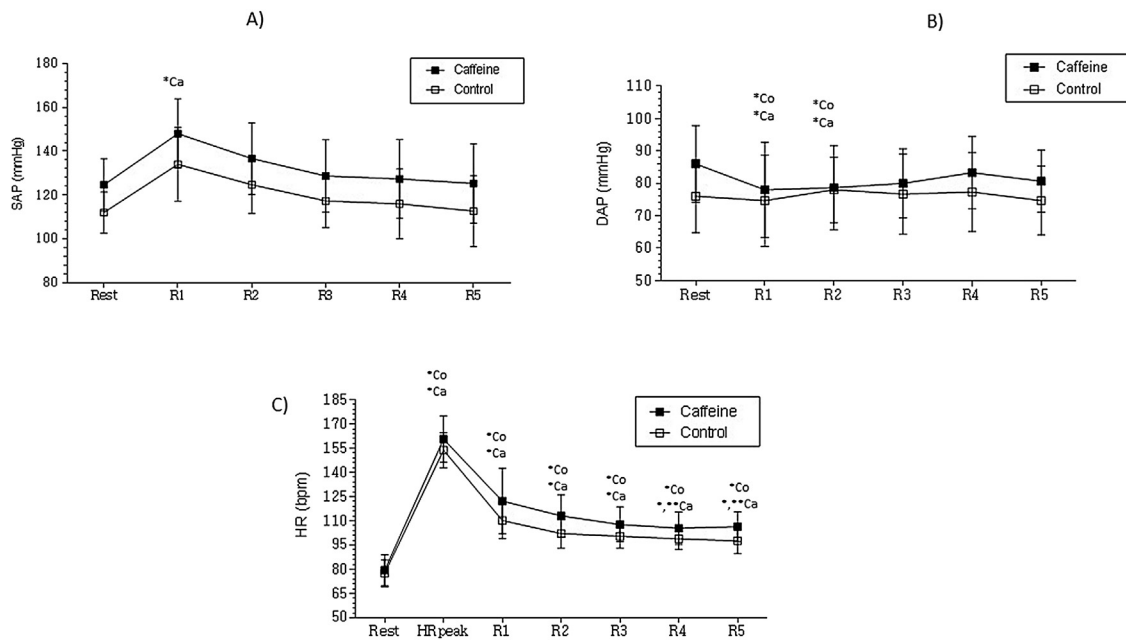 A)
B)
180
160
140
120
100
80
SAP (mmHg)
*Ca
Caffeine
Control
Rest R1 R2 R3 R4 R5
110
100
90
80
70
60
50
DAP (mmHg)
*Co
*Ca
*Co
*Ca
Caffeine
Control
Rest R1 R2 R3 R4 R5
C)
185
170
155
140
125
110
95
80
65
50
HR (bpm)
*Co
*Ca
*Co
*Ca
*Co
*Ca
*Co
*Ca
*Co
*,**Ca
*Co
*,**Ca
Caffeine
Control
Rest HRpeak R1 R2 R3 R4 R5